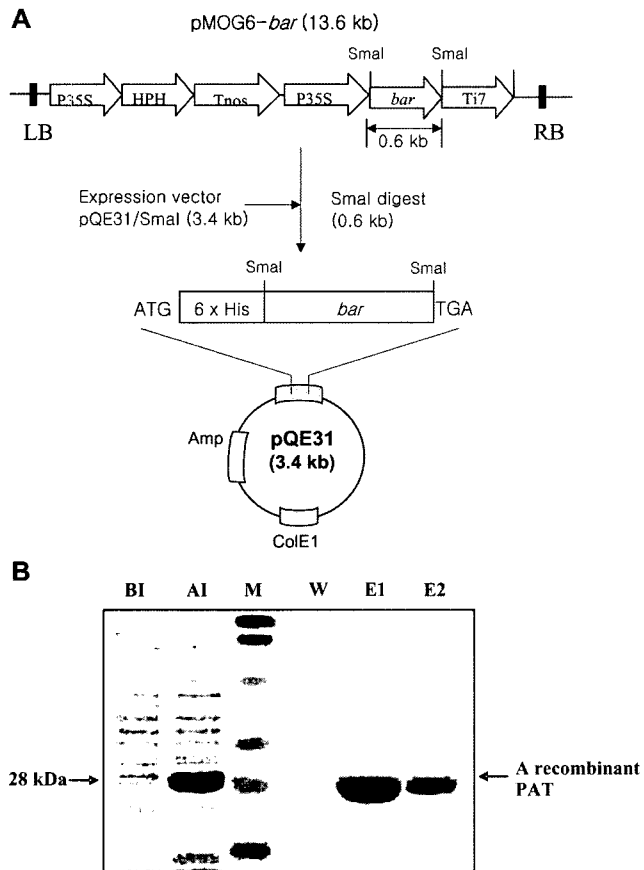 A
pMOG6-bar (13.6 kb)
SmaI SmaI
P35S HPH Tnos P35S bar Ti7
LB RB
0.6 kb
Expression vector
pQE31/SmaI (3.4 kb)
SmaI digest
(0.6 kb)
SmaI SmaI
ATG 6 x His bar TGA
Amp
pQE31
(3.4 kb)
ColE1
B
BI AI M W E1 E2
28 kDa
A recombinant
PAT